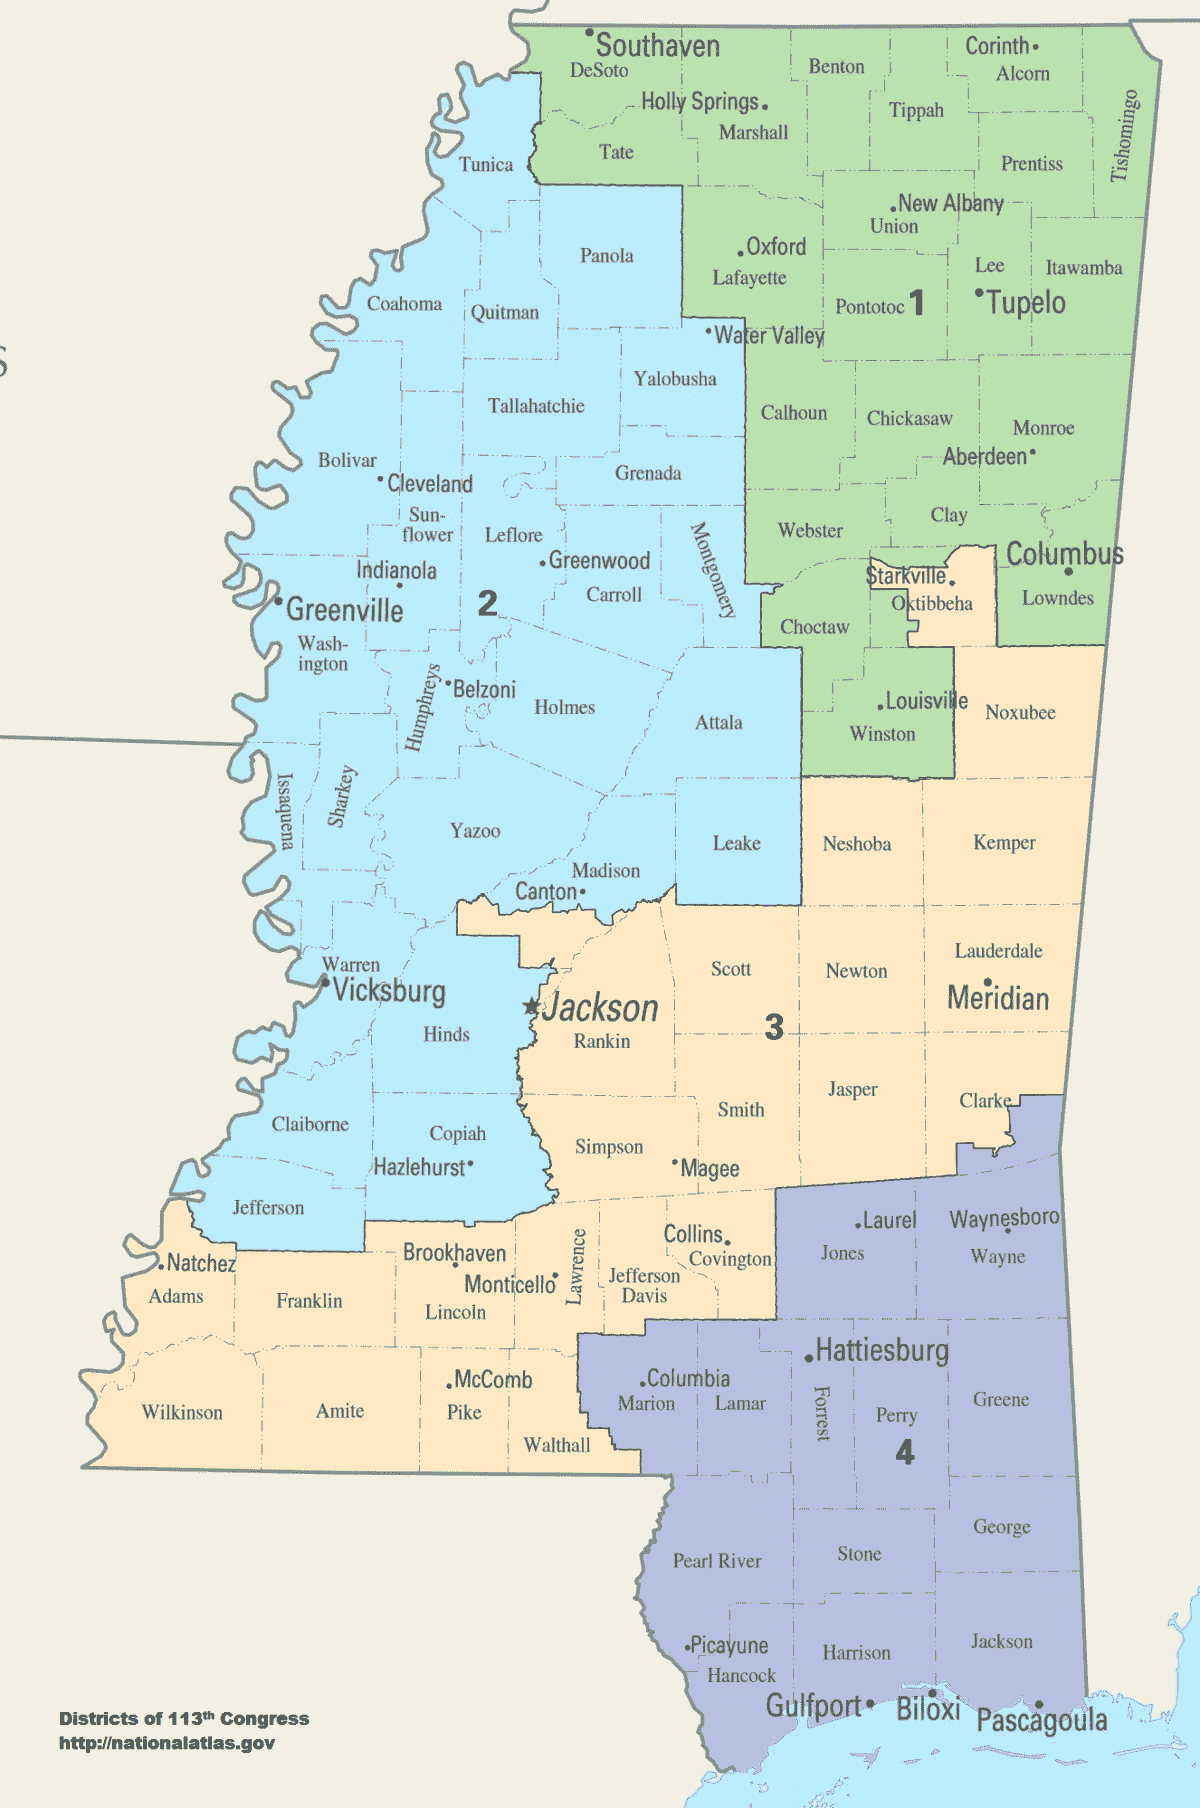 Southaven
DeSoto
Corinth
Alcorn
Benton
Tippah
Holly Springs
Marshall
Tishomingo
Tate
Prentiss
Tunica
New Albany
Union
Oxford
Lafayette
Panola
Lee
Itawamba
Coahoma
Quitman
Pontotoc
1
Tupelo
S
Water Valley
Yalobusha
Tallahatchie
Calhoun
Chickasaw
Monroe
Aberdeen
Bolivar
Cleveland
Grenada
Sun-
flower
Leflore
Montgomery
Webster
Clay
Greenwood
Columbus
Indianola
Carroll
Starkville
Oktibbeha
Lowndes
Greenville
2
Choctaw
Wash-
ington
Humphreys
Belzoni
Holmes
Attala
Louisville
Winston
Noxubee
Issaquena
Sharkey
Yazoo
Leake
Neshoba
Kemper
Madison
Canton
Warren
Vicksburg
Scott
Newton
Lauderdale
Meridian
Jackson
Rankin
3
Hinds
Jasper
Clarke
Smith
Claiborne
Copiah
Hazlehurst
Simpson
Magee
Jefferson
Laurel
Jones
Waynesboro
Wayne
Natchez
Adams
Franklin
Brookhaven
Monticello
Lincoln
Lawrence
Collins
Covington
Jefferson
Davis
Hattiesburg
Columbia
Marion
Lamar
Forrest
Perry
4
Greene
McComb
Pike
Wilkinson
Amite
Walthall
George
Pearl River
Stone
Picayune
Hancock
Harrison
Jackson
Gulfport
Biloxi
Pascagoula
Districts of 113th Congress
http://nationalatlas.gov